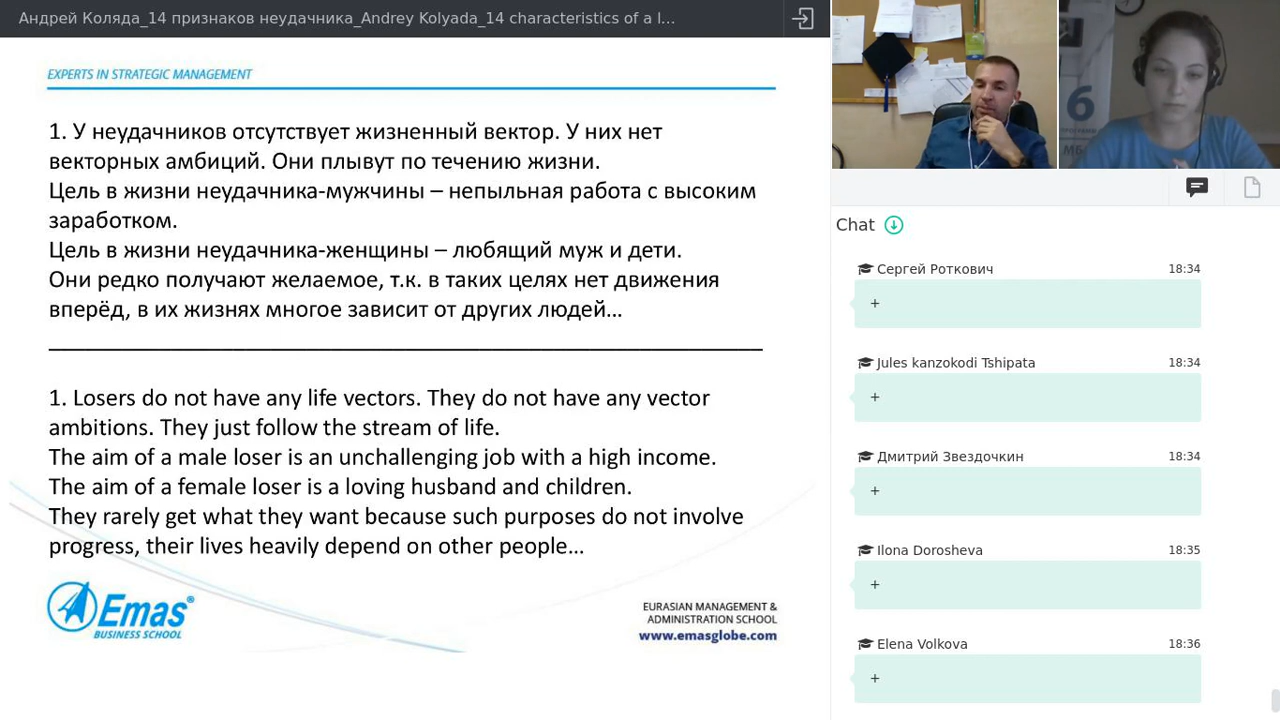 Андрей Коляда_14 признаков неудачника_Andrey Kolyada_14 characteristics of a l...
EXPERTS IN STRATEGIC MANAGEMENT
1. У неудачников отсутствует жизненный вектор. У них нет
векторных амбиций. Они плывут по течению жизни.
Цель в жизни неудачника-мужчины – непыльная работа с высоким
заработком.
Цель в жизни неудачника-женщины – любящий муж и дети.
Они редко получают желаемое, т.к. в таких целях нет движения
вперёд, в их жизнях многое зависит от других людей...
1. Losers do not have any life vectors. They do not have any vector
ambitions. They just follow the stream of life.
The aim of a male loser is an unchallenging job with a high income.
The aim of a female loser is a loving husband and children.
They rarely get what they want because such purposes do not involve
progress, their lives heavily depend on other people...
Emas®
BUSINESS SCHOOL
EURASIAN MANAGEMENT &
ADMINISTRATION SCHOOL
www.emasglobe.com
6
Chat
Сергей Роткович 18:34
+
Jules kanzokodi Tshipata 18:34
+
Дмитрий Звездочкин 18:34
+
Ilona Dorosheva 18:35
+
Elena Volkova 18:36
+